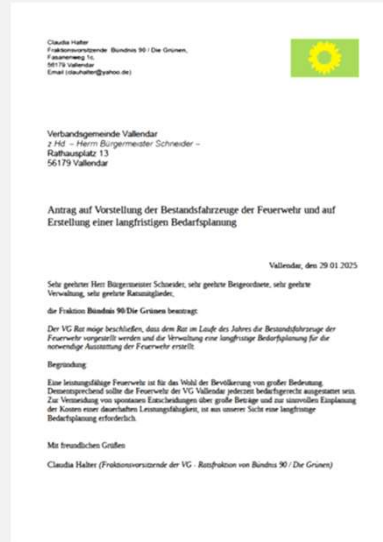 Claudia Halter
Fraktionsvorsitzende Bündnis 90 / Die Grünen,
Fasanenweg 1c,
56179 Vallendar
Email (clauhalter@yahoo.de)
Verbandsgemeinde Vallendar
z.Hd. – Herrn Bürgermeister Schneider –
Rathausplatz 13
56179 Vallendar
Antrag auf Vorstellung der Bestandsfahrzeuge der Feuerwehr und auf
Erstellung einer langfristigen Bedarfsplanung
Vallendar, den 29.01.2025
Sehr geehrter Herr Bürgermeister Schneider, sehr geehrte Beigeordnete, sehr geehrte
Verwaltung, sehr geehrte Ratsmitglieder,
die Fraktion Bündnis 90/Die Grünen beantragt:
Der VG Rat möge beschließen, dass dem Rat im Laufe des Jahres die Bestandsfahrzeuge der
Feuerwehr vorgestellt werden und die Verwaltung eine langfristige Bedarfsplanung für die
notwendige Ausstattung der Feuerwehr erstellt.
Begründung:
Eine leistungsfähige Feuerwehr ist für das Wohl der Bevölkerung von großer Bedeutung.
Dementsprechend sollte die Feuerwehr der VG Vallendar jederzeit bedarfsgerecht ausgestattet sein.
Zur Vermeidung von spontanen Entscheidungen über große Beträge und zur sinnvollen Einplanung
der Kosten einer dauerhaften Leistungsfähigkeit, ist aus unserer Sicht eine langfristige
Bedarfsplanung erforderlich.
Mit freundlichen Grüßen
Claudia Halter (Fraktionsvorsitzende der VG - Ratsfraktion von Bündnis 90 / Die Grünen)